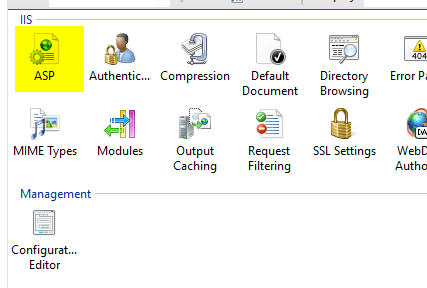 IIS
ASP
Authentic...
Compression
Default
Document
Directory
Browsing
Error Pa
404
MIME Types
Modules
Output
Caching
Request
Filtering
SSL Settings
WebD
Autho
DA
Management
Configurat...
Editor